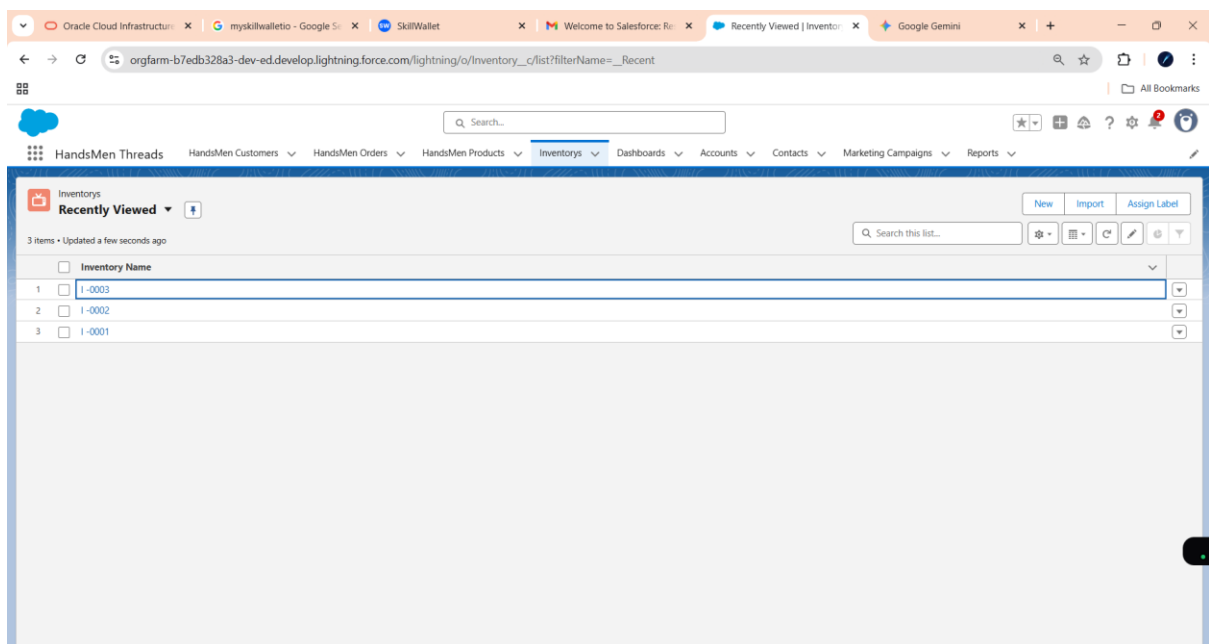 Oracle Cloud Infrastructure
myskillwalletio - Google Se
SkillWallet
Welcome to Salesforce: Re
Recently Viewed | Inventor
Google Gemini
orgfarm-b7edb328a3-dev-ed.develop.lightning.force.com/lightning/o/Inventory__c/list?filterName=__Recent
All Bookmarks
Search...
2
HandsMen Threads
HandsMen Customers
HandsMen Orders
HandsMen Products
Inventorys
Dashboards
Accounts
Contacts
Marketing Campaigns
Reports
Inventorys
Recently Viewed
New
Import
Assign Label
3 items • Updated a few seconds ago
Search this list...
Inventory Name
1 I -0003
2 I -0002
3 I -0001